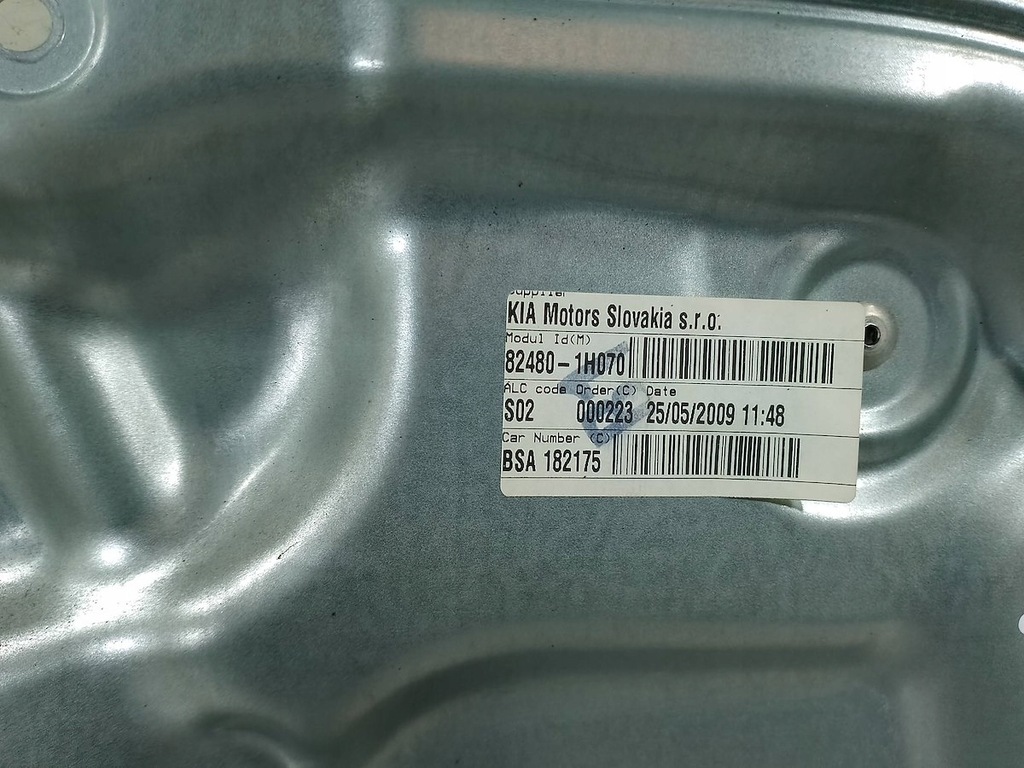 Supplier
KIA Motors Slovakia s.r.o.
Modul Id(M)
82480-1H070
ALC code Order(C) Date
S02 000223 25/05/2009 11:48
Car Number (C)
BSA 182175